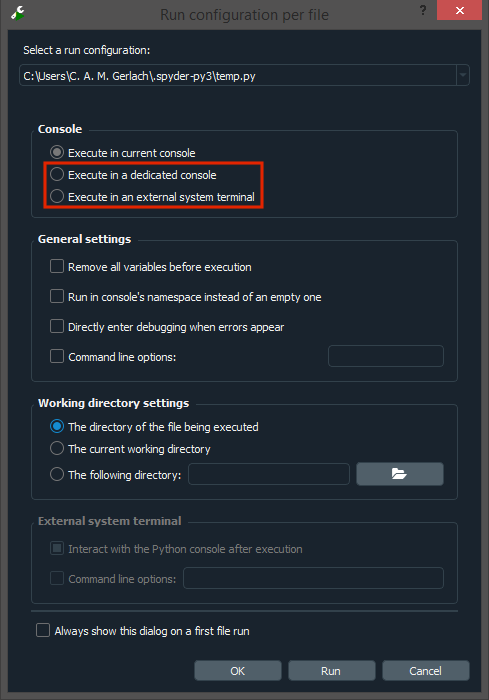 Run configuration per file
?
Select a run configuration:
C:\Users\C. A. M. Gerlach\.spyder-py3\temp.py
Console
Execute in current console
Execute in a dedicated console
Execute in an external system terminal
General settings
Remove all variables before execution
Run in console's namespace instead of an empty one
Directly enter debugging when errors appear
Command line options:
Working directory settings
The directory of the file being executed
The current working directory
The following directory:
External system terminal
Interact with the Python console after execution
Command line options:
Always show this dialog on a first file run
OK Run Cancel